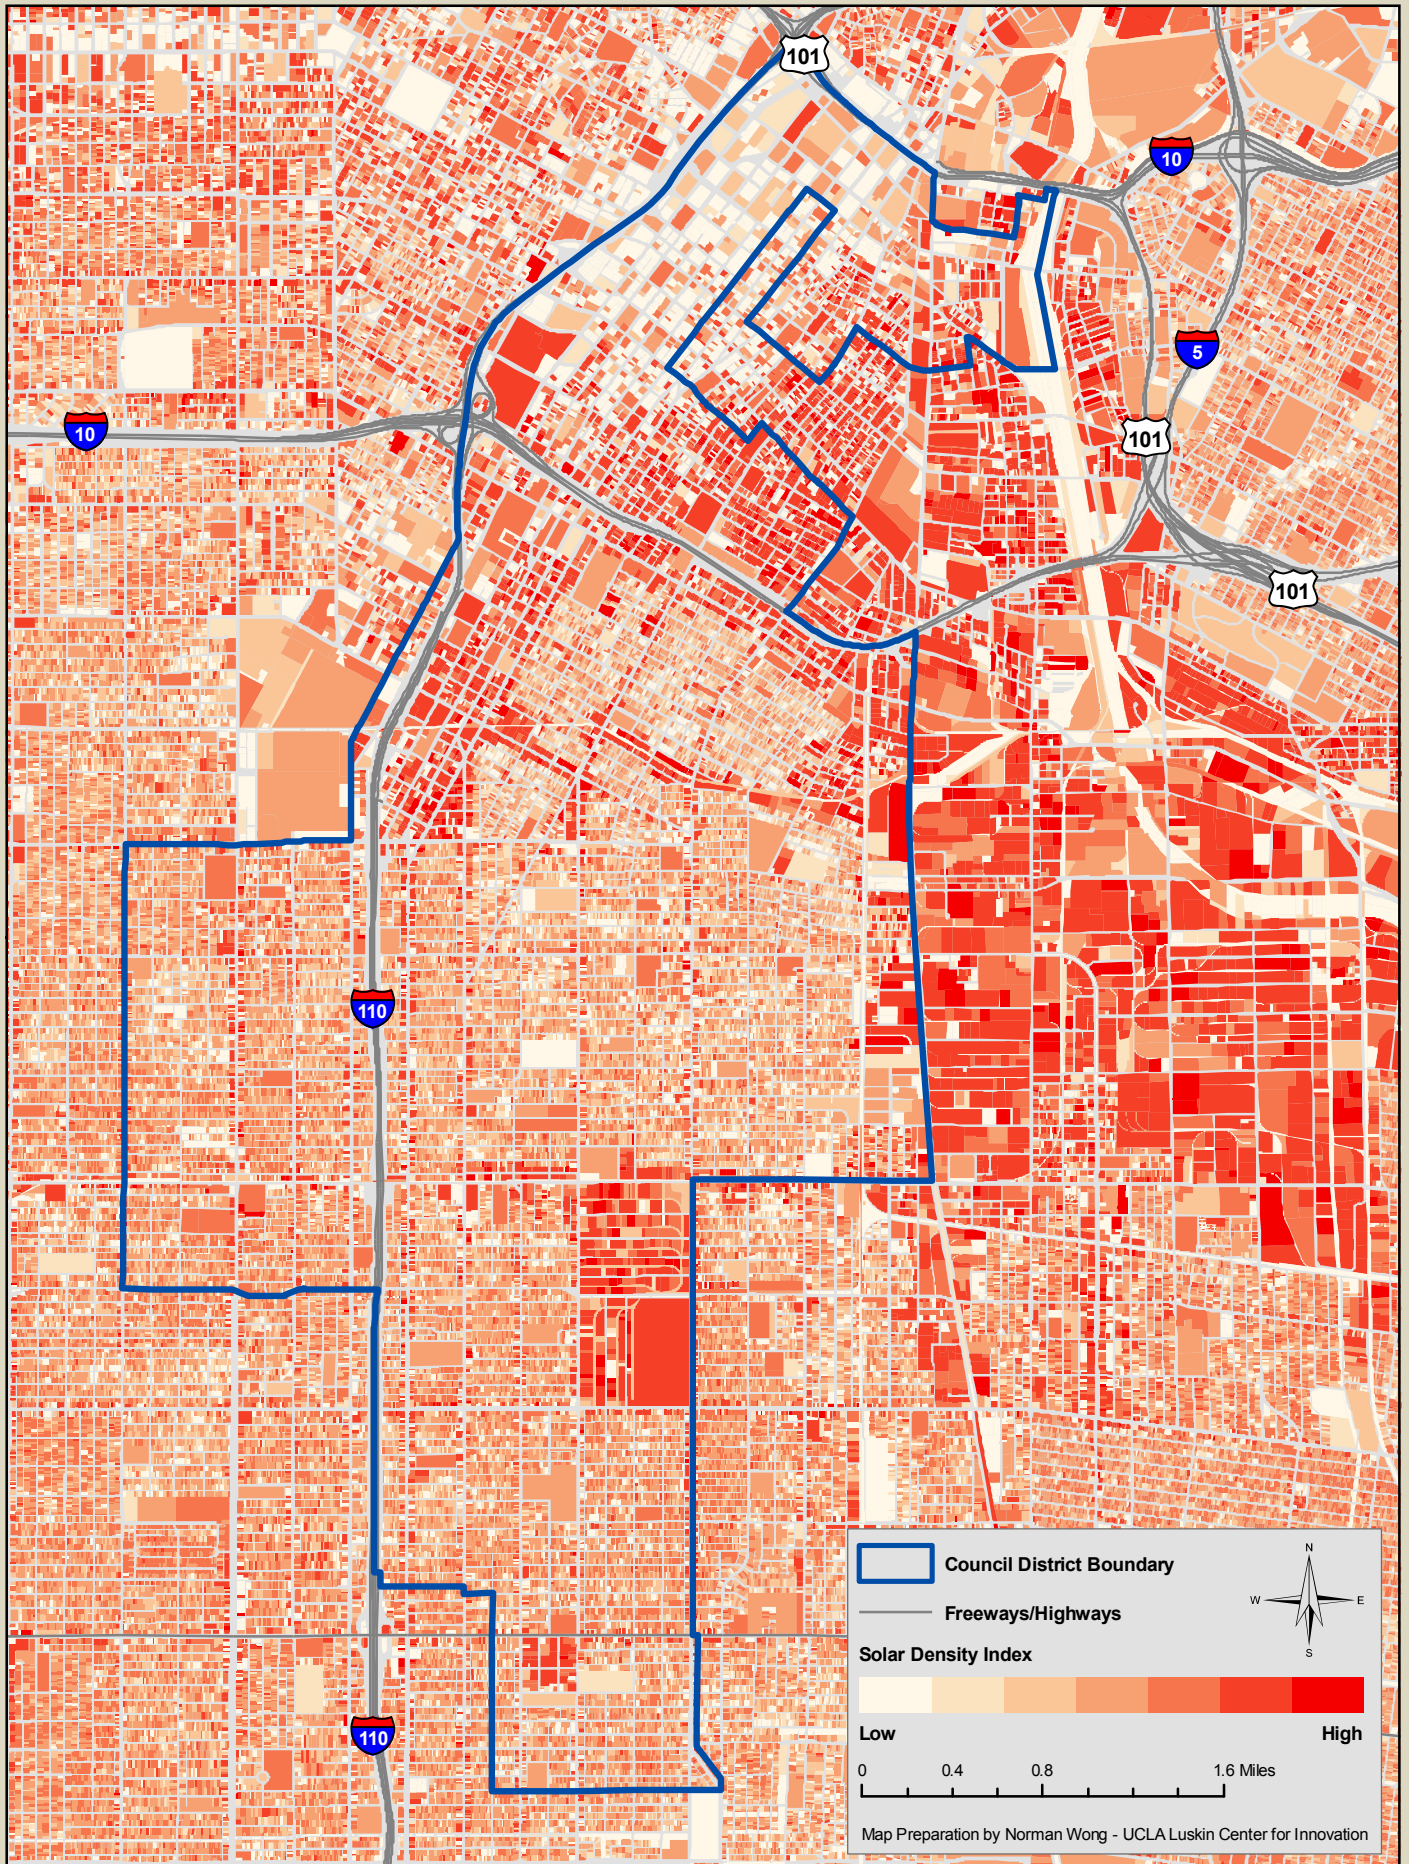 101
10
5
10
101
101
110
110
Council District Boundary
Freeways/Highways
N
W
E
S
Solar Density Index
Low
High
0
0.4
0.8
1.6 Miles
Map Preparation by Norman Wong - UCLA Luskin Center for Innovation